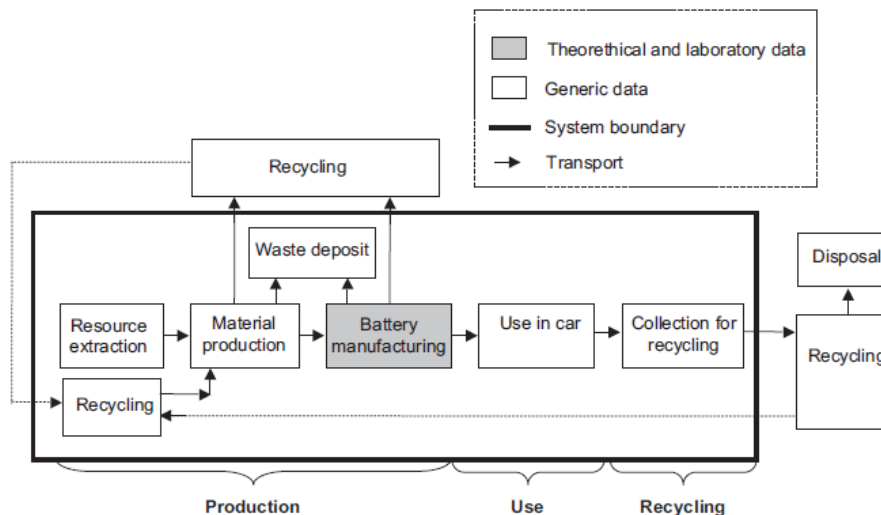 Theorethical and laboratory data
Generic data
System boundary
Transport
Recycling
Waste deposit
Disposal
Resource
extraction
Material
production
Battery
manufacturing
Use in car
Collection for
recycling
Recycling
Recycling
Production
Use
Recycling